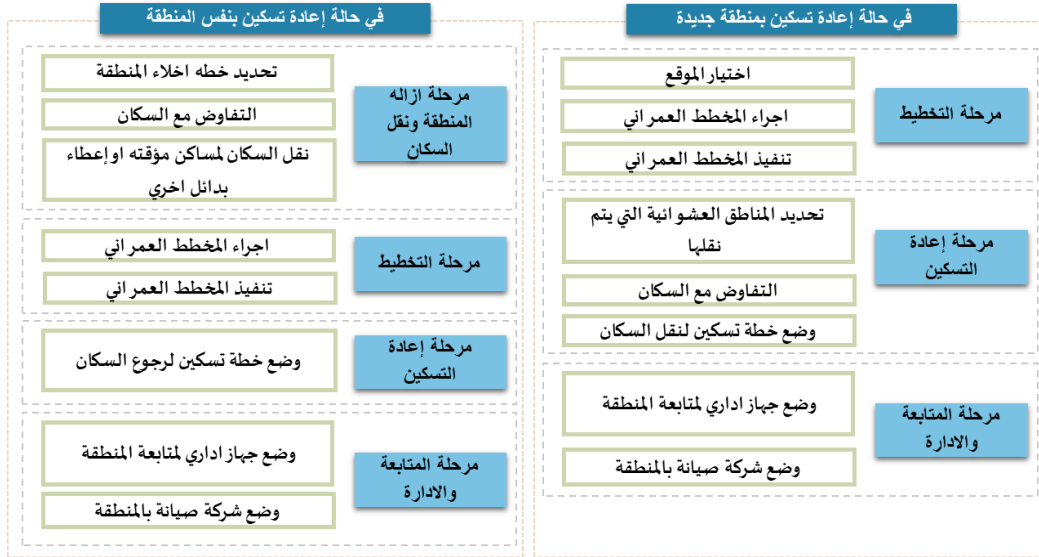 في حالة إعادة تسكين بمنطقة جديدة
مرحلة التخطيط
اختيار الموقع
اجراء المخطط العمراني
تنفيذ المخطط العمراني
مرحلة إعادة
التسكين
تحديد المناطق العشوائية التي يتم
نقلها
التفاوض مع السكان
وضع خطة تسكين لنقل السكان
مرحلة المتابعة
والادارة
وضع جهاز اداري لمتابعة المنطقة
وضع شركة صيانة بالمنطقة
في حالة إعادة تسكين بنفس المنطقة
مرحلة ازاله
المنطقة ونقل
السكان
تحديد خطه اخلاء المنطقة
التفاوض مع السكان
نقل السكان لمساكن مؤقته اوإعطاء
بدائل اخري
مرحلة التخطيط
اجراء المخطط العمراني
تنفيذ المخطط العمراني
مرحلة إعادة
التسكين
وضع خطة تسكين لرجوع السكان
مرحلة المتابعة
والادارة
وضع جهاز اداري لمتابعة المنطقة
وضع شركة صيانة بالمنطقة